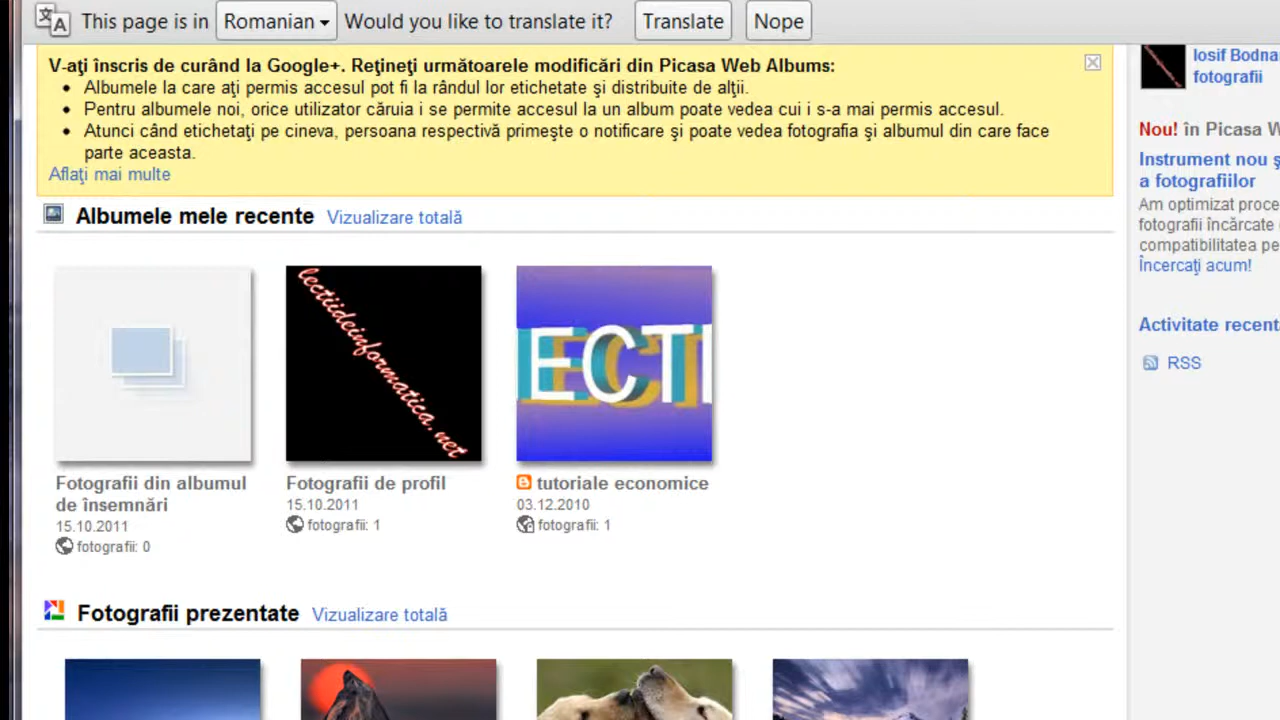 This page is in Romanian Would you like to translate it? Translate Nope
V-aţi înscris de curând la Google+. Reţineţi următoarele modificări din Picasa Web Albums:
Albumele la care aţi permis accesul pot fi la rândul lor etichetate şi distribuite de alţii.
Pentru albumele noi, orice utilizator căruia i se permite accesul la un album poate vedea cui i s-a mai permis accesul.
Atunci când etichetaţi pe cineva, persoana respectivă primeşte o notificare şi poate vedea fotografia şi albumul din care face
parte aceasta.
Aflaţi mai multe
Albumele mele recente Vizualizare totală
lectiideinformatica.net
ECT
Fotografii din albumul
de însemnări
15.10.2011
fotografii: 0
Fotografii de profil
15.10.2011
fotografii: 1
tutoriale economice
03.12.2010
fotografii: 1
Fotografii prezentate Vizualizare totală
Iosif Bodna
fotografii
Nou! în Picasa W
Instrument nou ş
a fotografiilor
Am optimizat proce
fotografii încărcate
compatibilitatea pe
Încercaţi acum!
Activitate recent
RSS